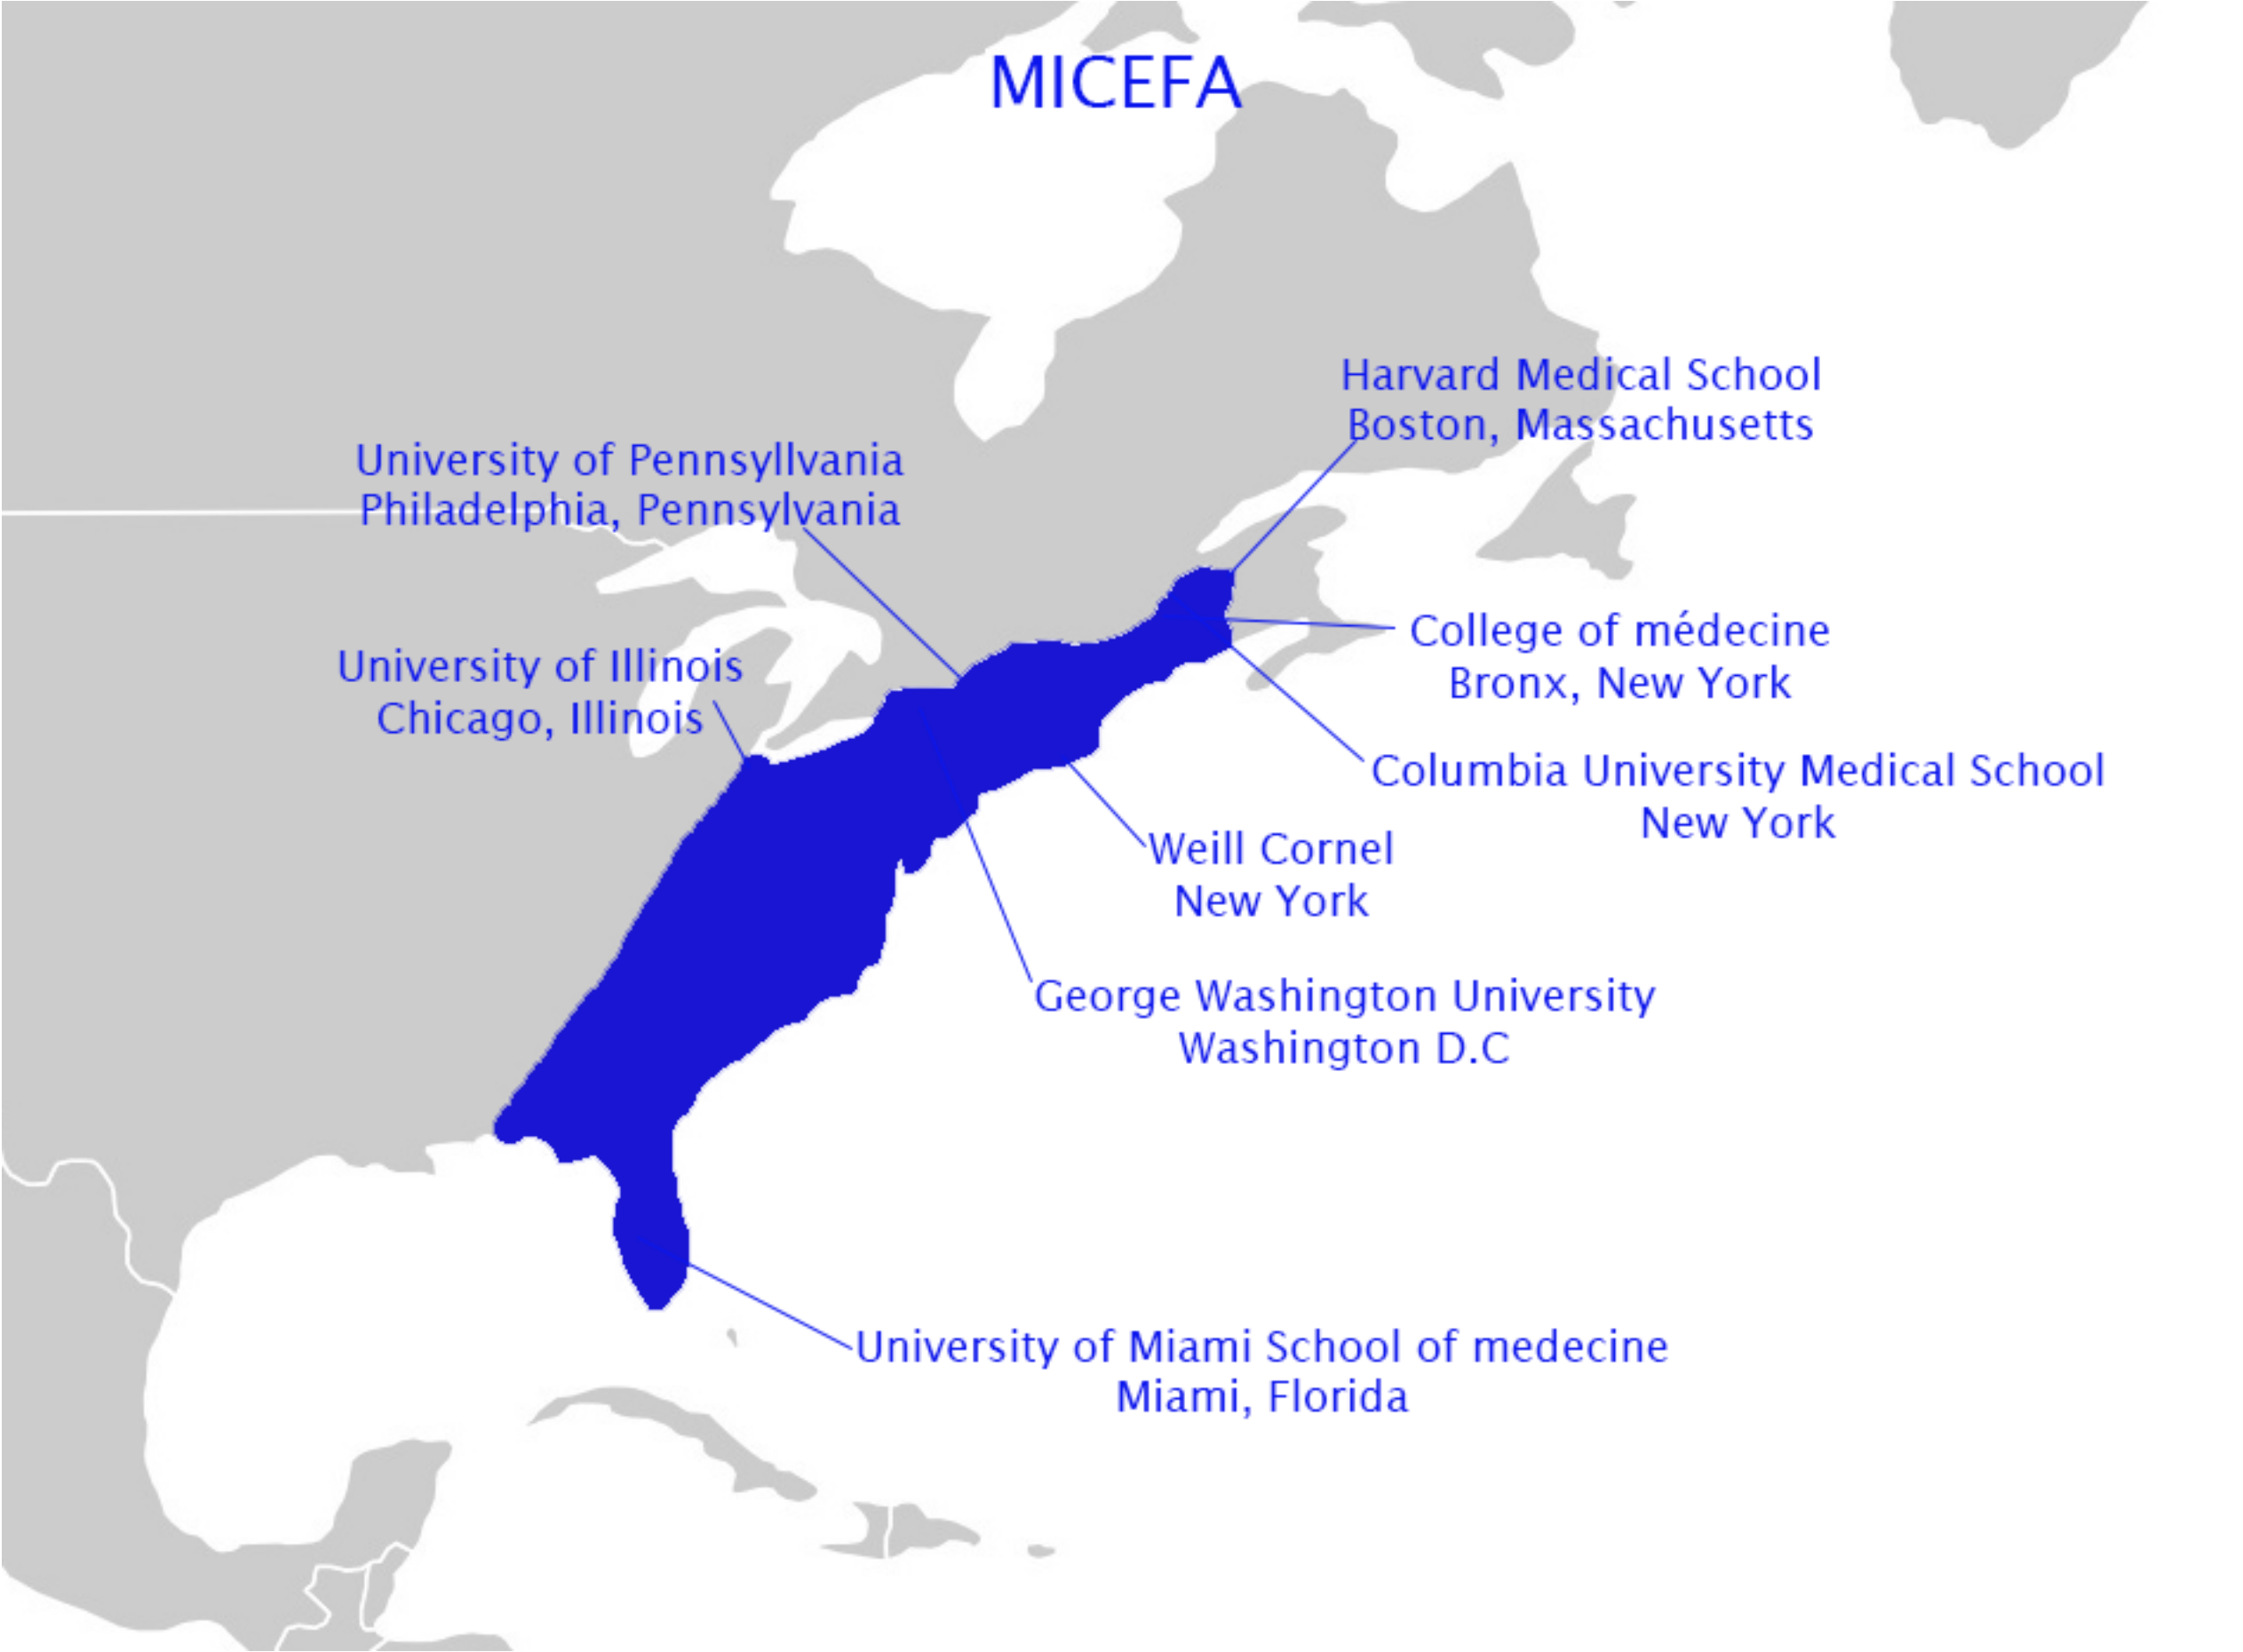 MICEFA
Harvard Medical School
Boston, Massachusetts
University of Pennsyllvania
Philadelphia, Pennsylvania
College of médecine
Bronx, New York
University of Illinois
Chicago, Illinois
Columbia University Medical School
New York
Weill Cornel
New York
George Washington University
Washington D.C
University of Miami School of medecine
Miami, Florida